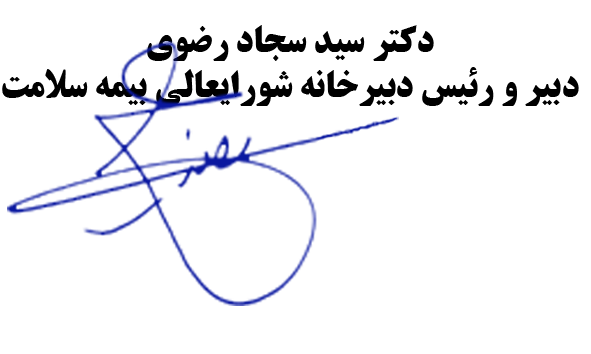 دکتر سید سجاد رضوی
دبیر و رئیس دبیرخانه شورایعالی بیمه سلامت